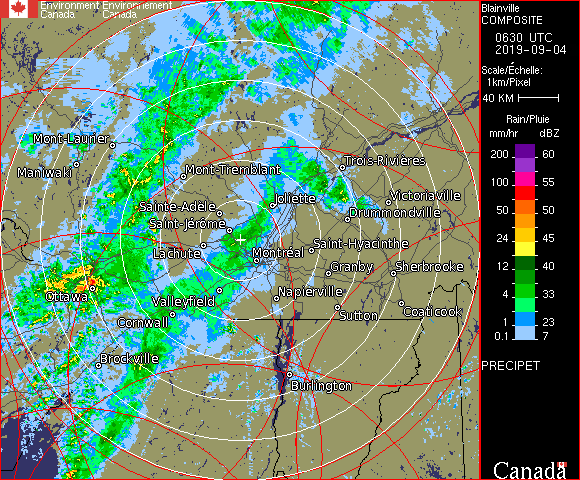 Environment Environnement
Canada Canada
Mont-Laurier
Maniwaki
Mont-Tremblant
Trois-Rivières
Sainte-Adèle
Joliette
Victoriaville
Saint-Jérôme
Drummondville
Lachute
Montréal
Saint-Hyacinthe
Granby
Sherbrooke
Ottawa
Valleyfield
Napierville
Cornwall
Sutton
Coaticook
Brockville
Burlington
Blainville
COMPOSITE
0630 UTC
2019-09-04
Scale/Échelle:
1km/Pixel
40 KM
Rain/Pluie
mm/hr dBZ
200 60
100 55
50 50
24 45
12 40
8 33
4 30
1 23
0.1 7
PRECIPET
Canada